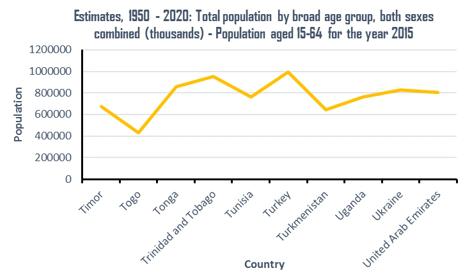 Estimates, 1950 - 2020: Total population by broad age group, both sexes
combined (thousands) - Population aged 15-64 for the year 2015
1200000
1000000
800000
600000
400000
200000
0
Population
Timor
Togo
Tonga
Trinidad and Tobago
Tunisia
Turkey
Turkmenistan
Uganda
Ukraine
United Arab Emirates
Country